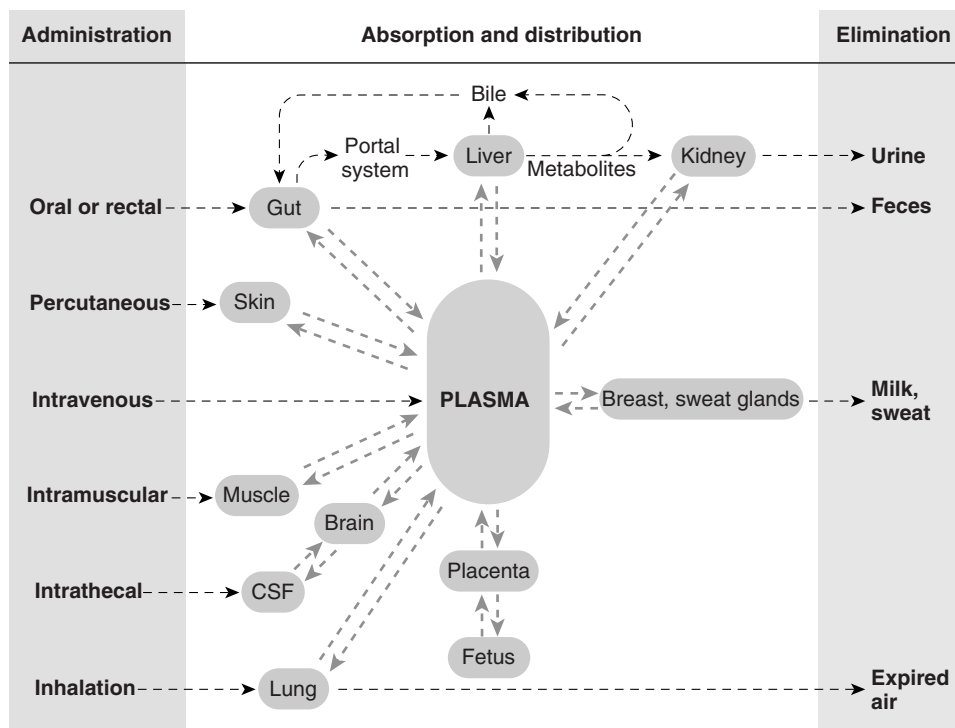 Administration
Absorption and distribution
Elimination
Bile
Portal
system
Liver
Metabolites
Kidney
Urine
Oral or rectal
Gut
Feces
Percutaneous
Skin
Intravenous
PLASMA
Breast, sweat glands
Milk,
sweat
Intramuscular
Muscle
Brain
Intrathecal
CSF
Placenta
Fetus
Inhalation
Lung
Expired
air